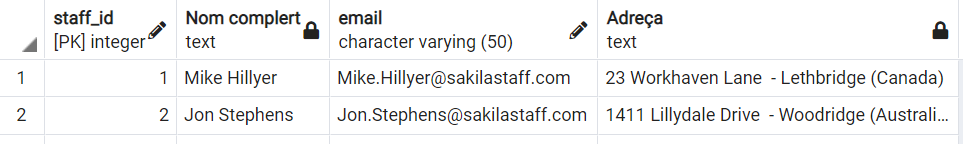 staff_id Nom complert email Adreça
[PK] integer text character varying (50) text
1 1 Mike Hillyer Mike.Hillyer@sakilastaff.com 23 Workhaven Lane - Lethbridge (Canada)
2 2 Jon Stephens Jon.Stephens@sakilastaff.com 1411 Lillydale Drive - Woodridge (Australi...